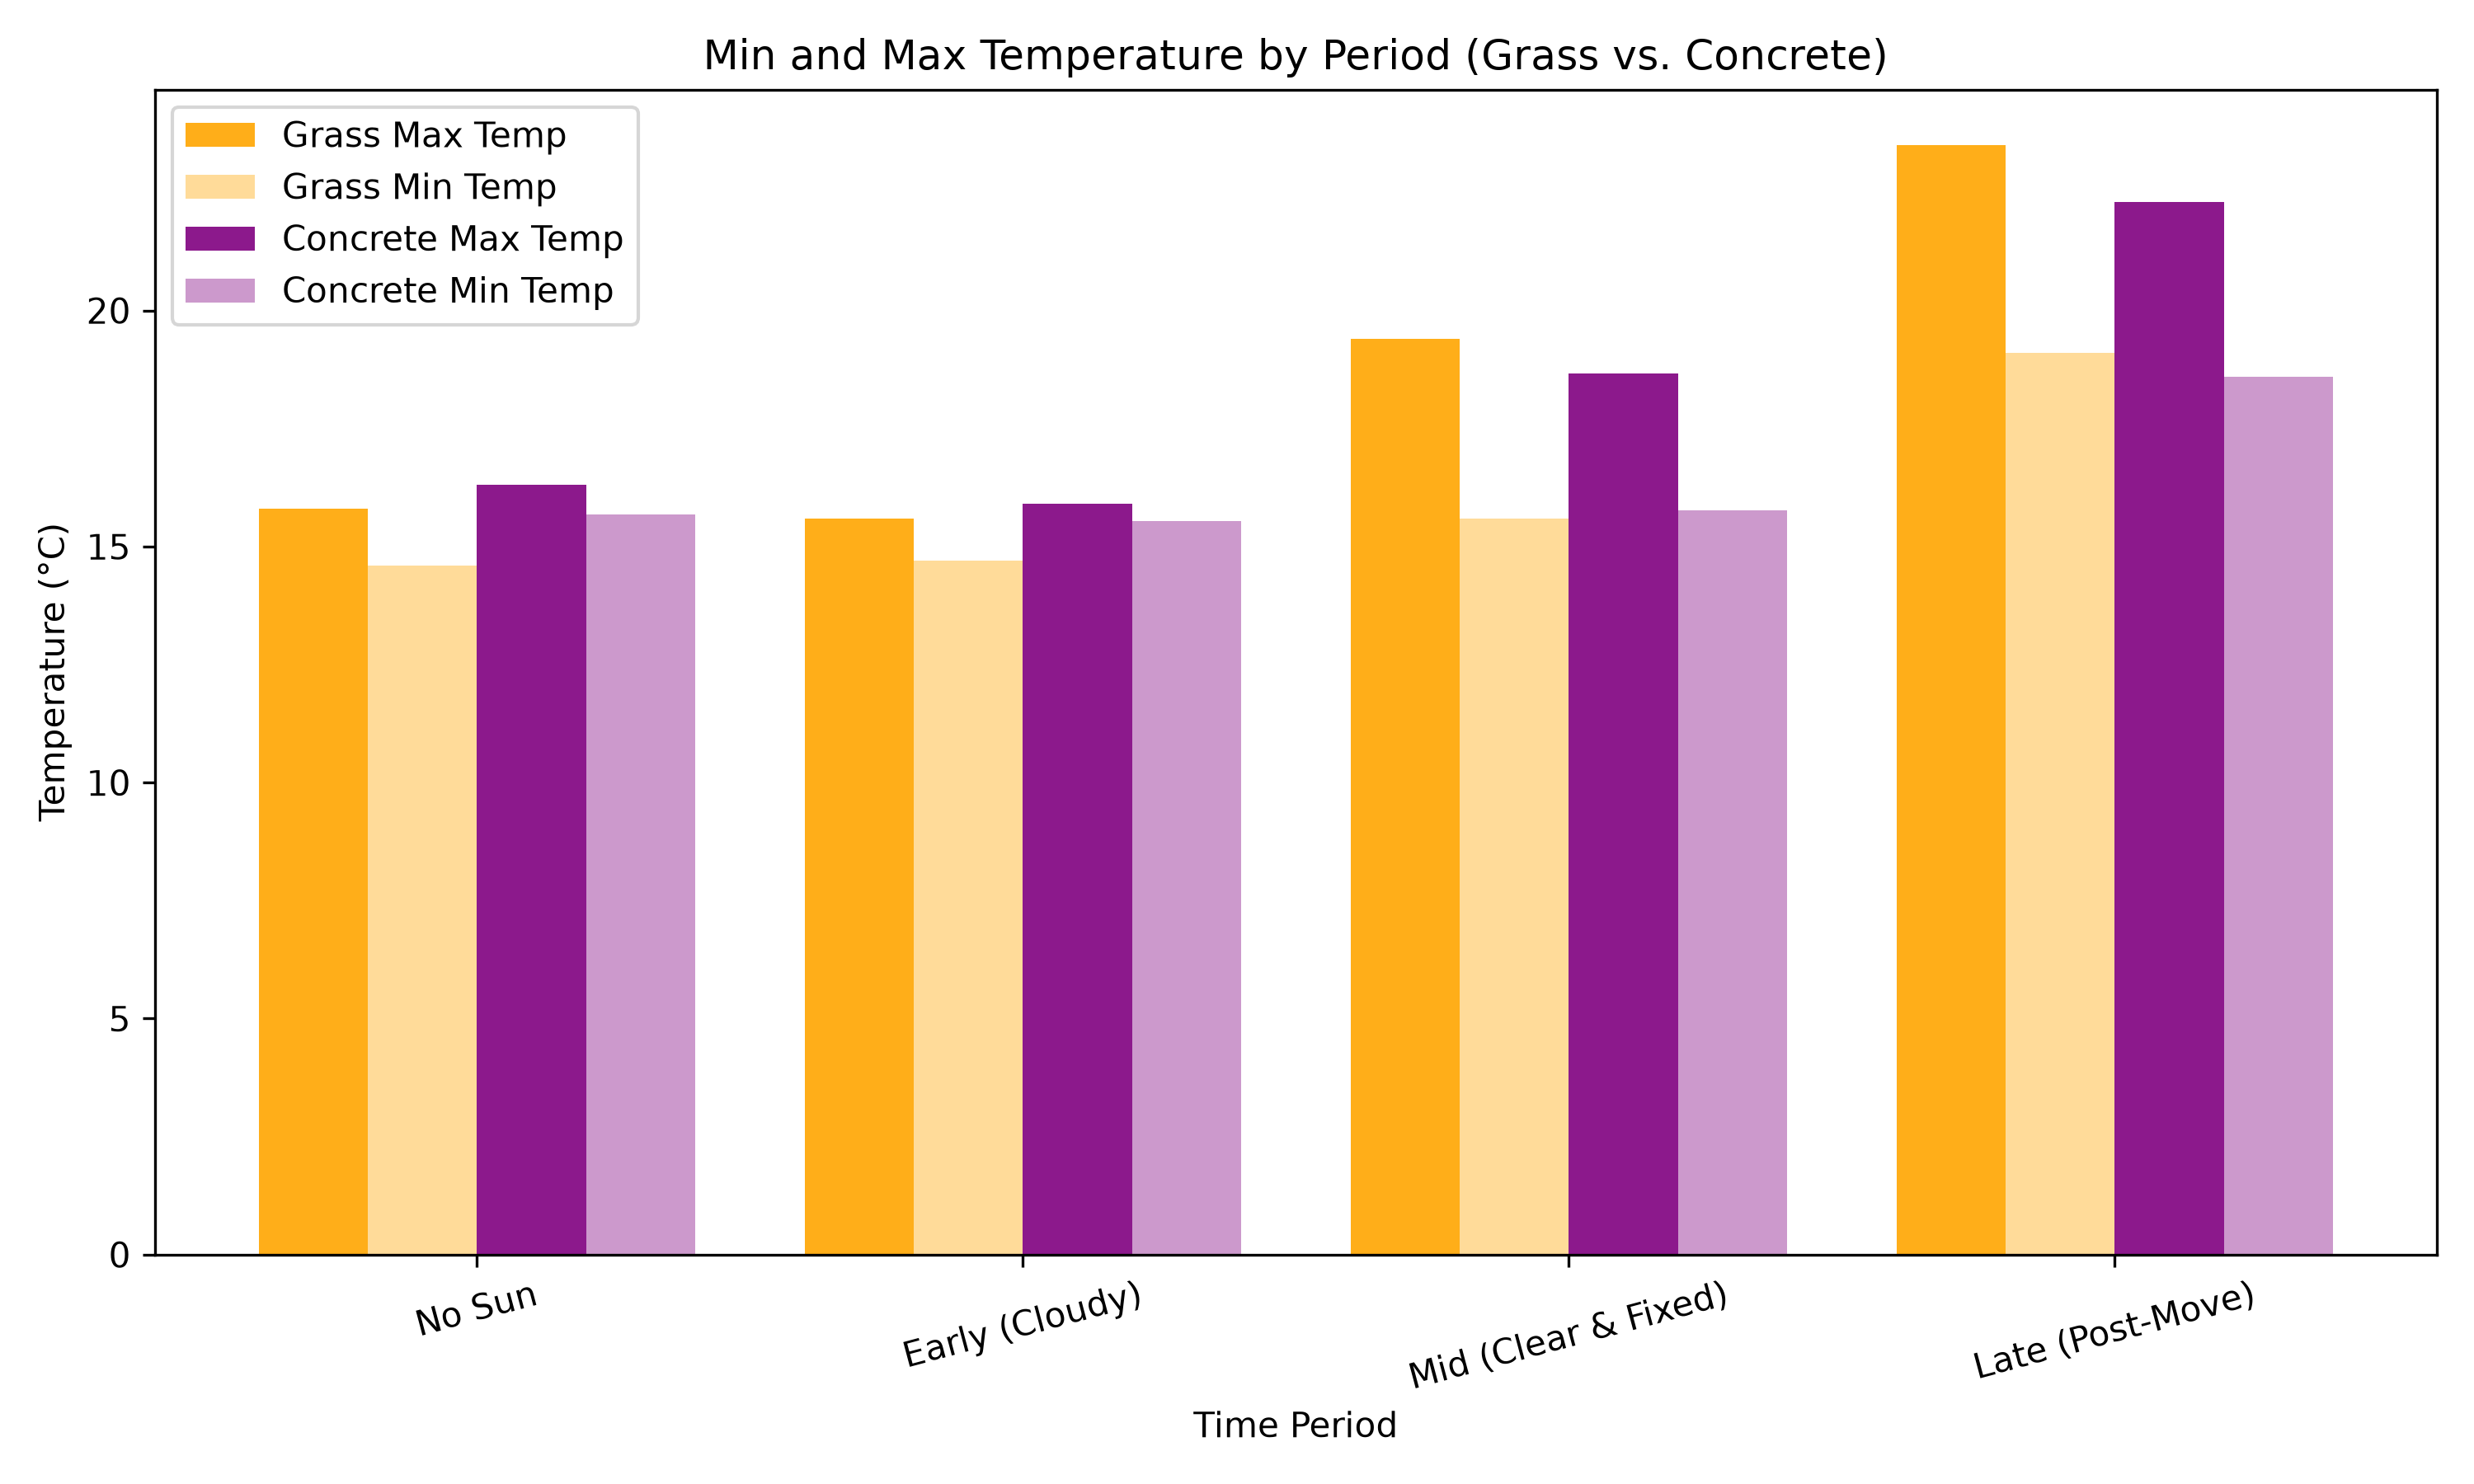 Min and Max Temperature by Period (Grass vs. Concrete)
Grass Max Temp
Grass Min Temp
Concrete Max Temp
Concrete Min Temp
Temperature (°C)
20
15
10
5
0
No Sun
Early (Cloudy)
Mid (Clear & Fixed)
Late (Post-Move)
Time Period